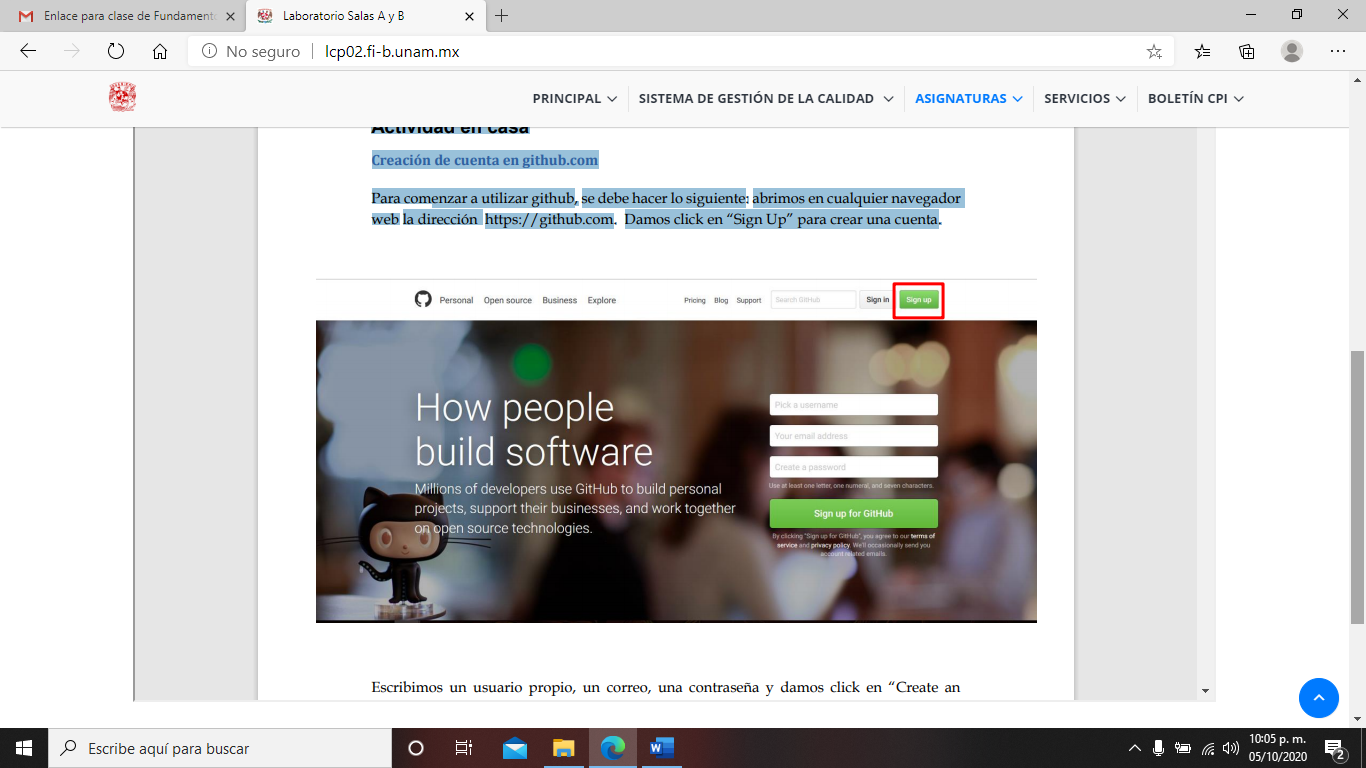 Enlace para clase de Fundament
Laboratorio Salas A y B
No seguro
lcp02.fi-b.unam.mx
PRINCIPAL
SISTEMA DE GESTIÓN DE LA CALIDAD
ASIGNATURAS
SERVICIOS
BOLETÍN CPI
Actividad en casa
Creación de cuenta en github.com
Para comenzar a utilizar github, se debe hacer lo siguiente: abrimos en cualquier navegador
web la dirección https://github.com. Damos click en “Sign Up” para crear una cuenta.
Personal Open source Business Explore
Pricing Blog Support Search GitHub Sign in Sign up
How people
build software
Millions of developers use GitHub to build personal
projects, support their businesses, and work together
on open source technologies.
Pick a username
Your email address
Create a password
Use at least one letter, one numeral, and seven characters.
Sign up for GitHub
By clicking "Sign up for GitHub", you agree to our terms of
service and privacy policy. We'll occasionally send you
account related emails.
Escribimos un usuario propio, un correo, una contraseña y damos click en “Create an
Escribe aquí para buscar
10:05 p. m.
05/10/2020
2